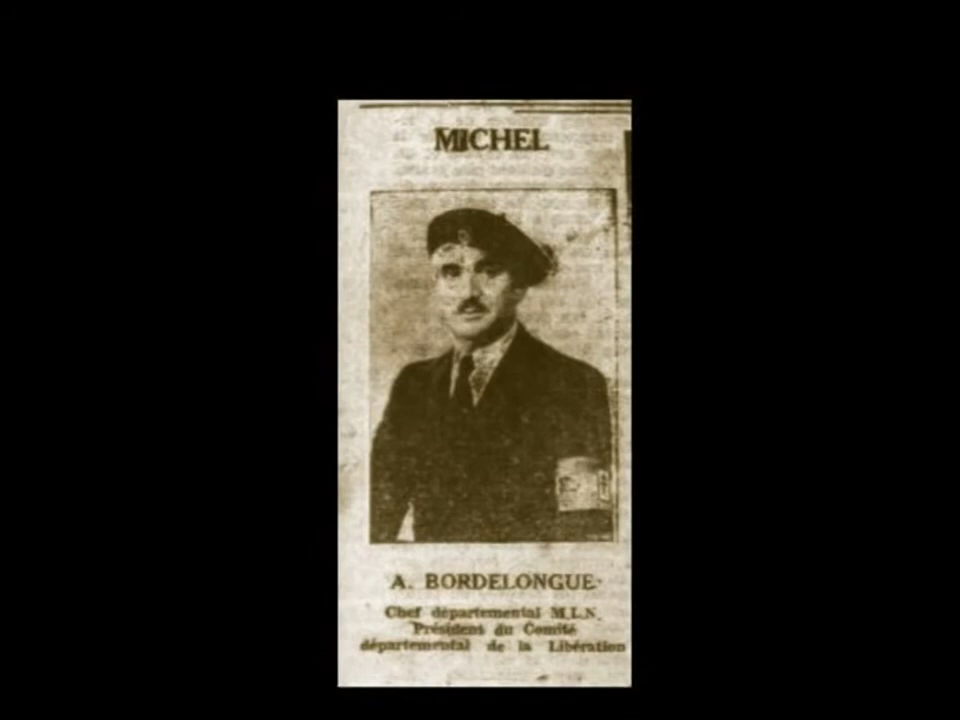 MICHEL
A. BORDELONGUE
Chef départemental M.L.N.
Président du Comité
départemental de la Libération